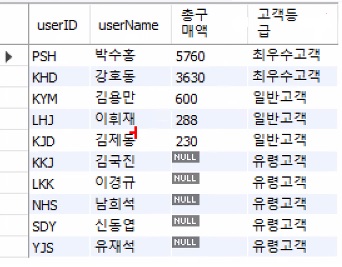 userID userName 총구매액 고객등급
PSH 박수홍 5760 최우수고객
KHD 강호동 3630 최우수고객
KYM 김용만 600 일반고객
LHJ 이휘재 288 일반고객
KJD 김제동 230 일반고객
KKJ 김국진 NULL 유령고객
LKK 이경규 NULL 유령고객
NHS 남희석 NULL 유령고객
SDY 신동엽 NULL 유령고객
YJS 유재석 NULL 유령고객